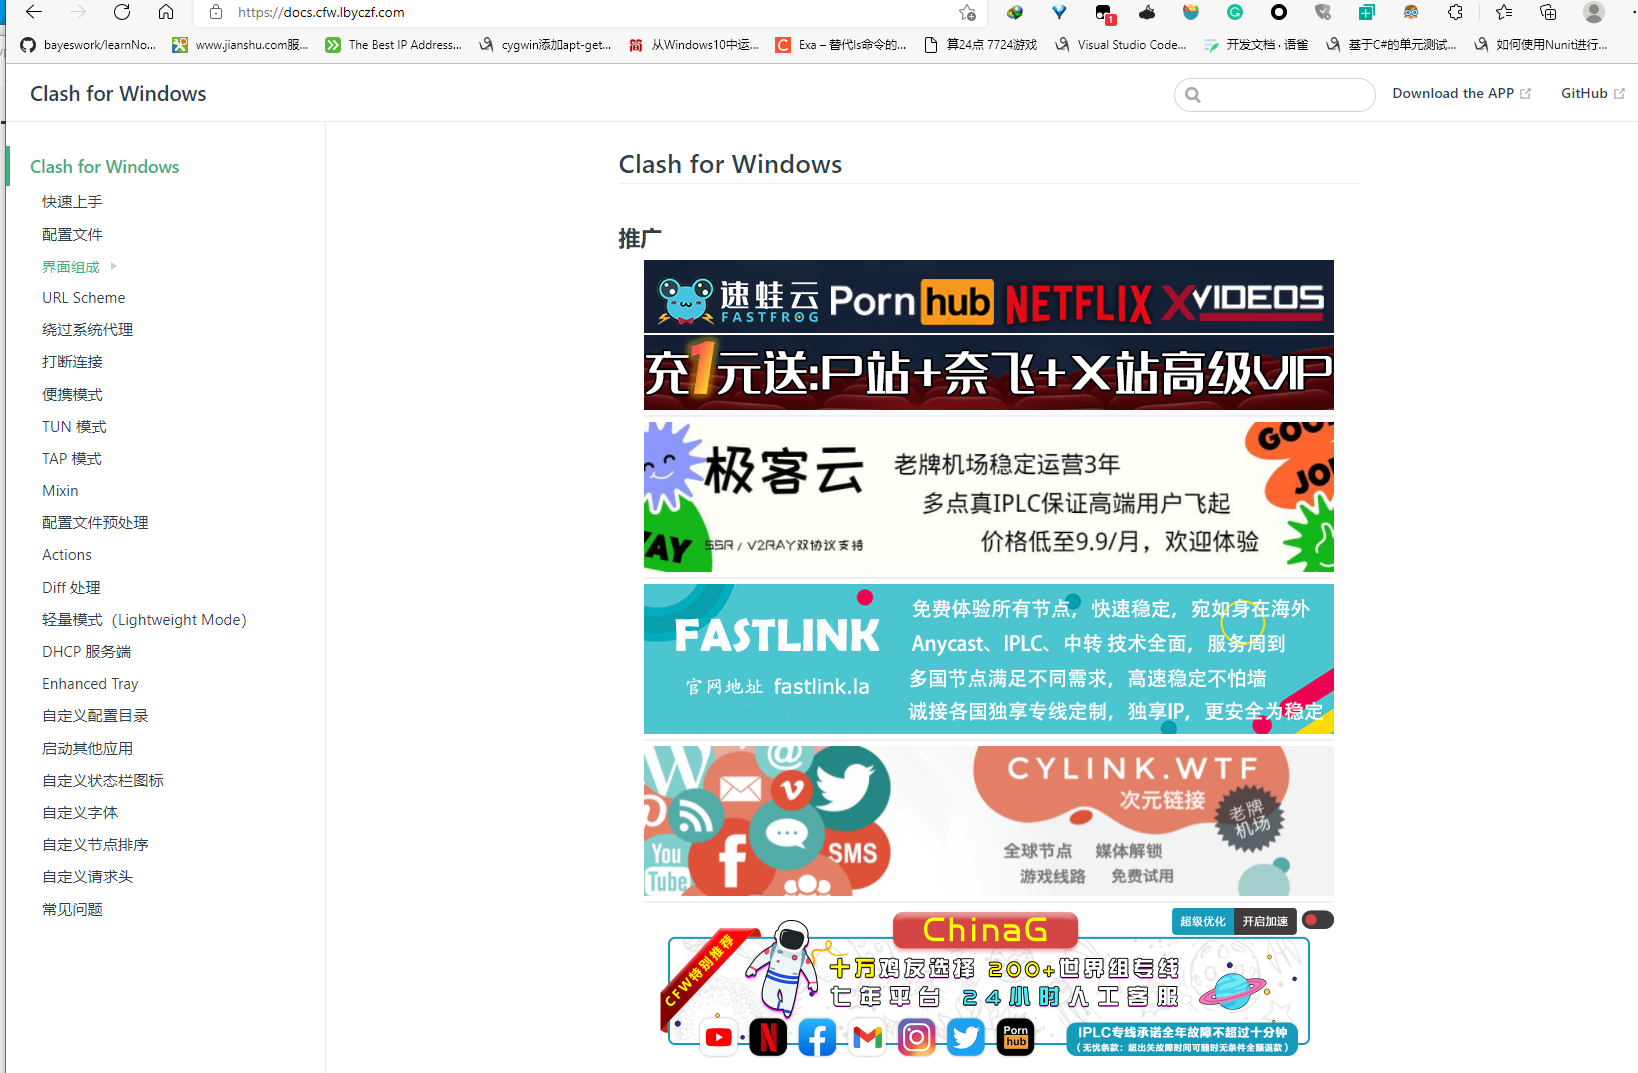 https://docs.cfw.lbyczf.com
1
bayeswork/learnNo...
www.jianshu.com服...
The Best IP Address...
cygwin添加apt-get...
简
从Windows10中运...
Exa – 替代ls命令的...
算24点 7724游戏
Visual Studio Code...
开发文档 · 语雀
基于C#的单元测试...
如何使用Nunit进行...
Clash for Windows
Download the APP
GitHub
Clash for Windows
快速上手
配置文件
界面组成
URL Scheme
绕过系统代理
打断连接
便携模式
TUN 模式
TAP 模式
Mixin
配置文件预处理
Actions
Diff 处理
轻量模式（Lightweight Mode）
DHCP 服务端
Enhanced Tray
自定义配置目录
启动其他应用
自定义状态栏图标
自定义字体
自定义节点排序
自定义请求头
常见问题
Clash for Windows
推广
速蛙云 Porn hub NETFLIX XVIDEOS
FASTFROG
充1元送:P站+奈飞+X站高级VIP
极客云
SSR / V2RAY双协议支持
老牌机场稳定运营3年
多点真IPLC保证高端用户飞起
价格低至9.9/月，欢迎体验
GOOD
JO
YAY
FASTLINK
官网地址 fastlink.la
免费体验所有节点，快速稳定，宛如身在海外
Anycast、IPLC、中转 技术全面，服务周到
多国节点满足不同需求，高速稳定不怕墙
诚接各国独享专线定制，独享IP，更安全为稳定
You
Tube
SMS
CYLINK.WTF
次元链接
老牌
机场
全球节点 媒体解锁
游戏线路 免费试用
超级优化 开启加速
ChinaG
CFW特别推荐
十万鸡友选择 200+世界组专线
七年平台 24小时人工客服
Porn
hub
IPLC专线承诺全年故障不超过十分钟
（无忧条款：超出关故障时间可随时无条件全额退款）